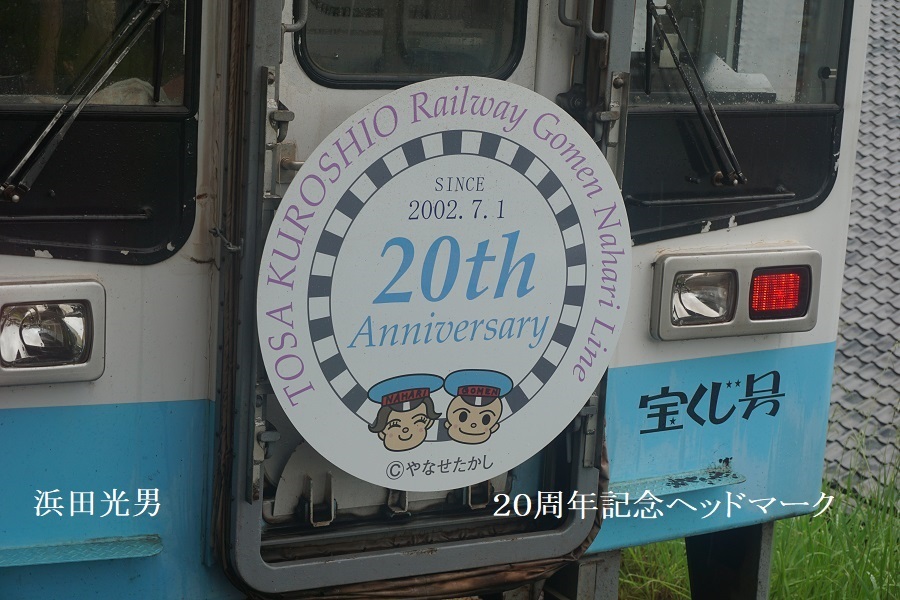 TOSA KUROSHIO Railway Gomen Nahari Line
SINCE
2002.7.1
20th
Anniversary
NAHARI
GOMEN
©やなせたかし
宝くじ号
浜田光男
20周年記念ヘッドマーク